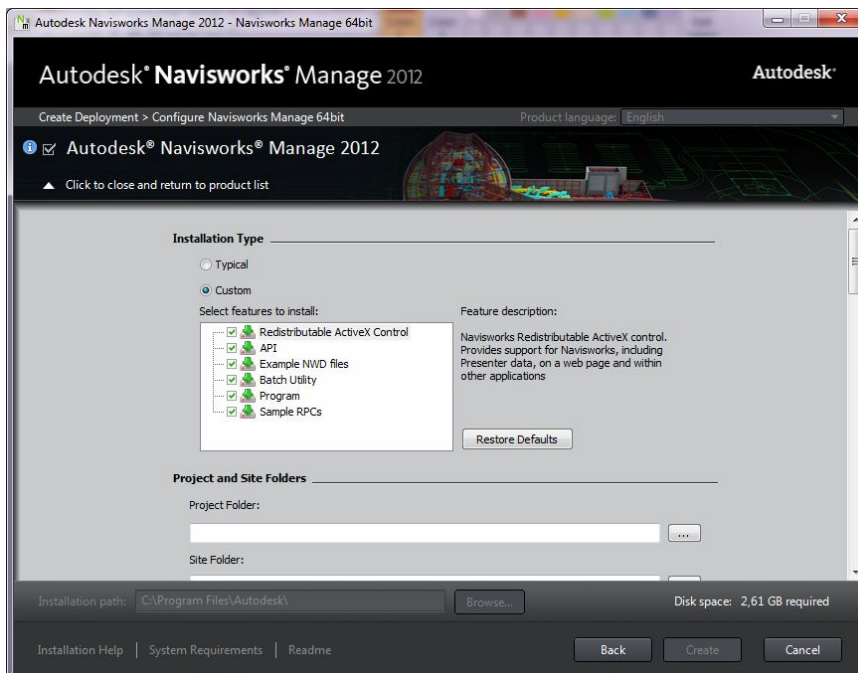 Autodesk Navisworks Manage 2012 - Navisworks Manage 64bit
Autodesk® Navisworks® Manage 2012
Autodesk®
Create Deployment > Configure Navisworks Manage 64bit
Product language: English
Autodesk® Navisworks® Manage 2012
Click to close and return to product list
Installation Type
Typical
Custom
Select features to install:
Redistributable ActiveX Control
API
Example NWD files
Batch Utility
Program
Sample RPCs
Feature description:
Navisworks Redistributable ActiveX control.
Provides support for Navisworks, including
Presenter data, on a web page and within
other applications
Restore Defaults
Project and Site Folders
Project Folder:
...
Site Folder:
Installation path: C:\Program Files\Autodesk\
Browse...
Disk space: 2,61 GB required
Installation Help | System Requirements | Readme
Back
Create
Cancel